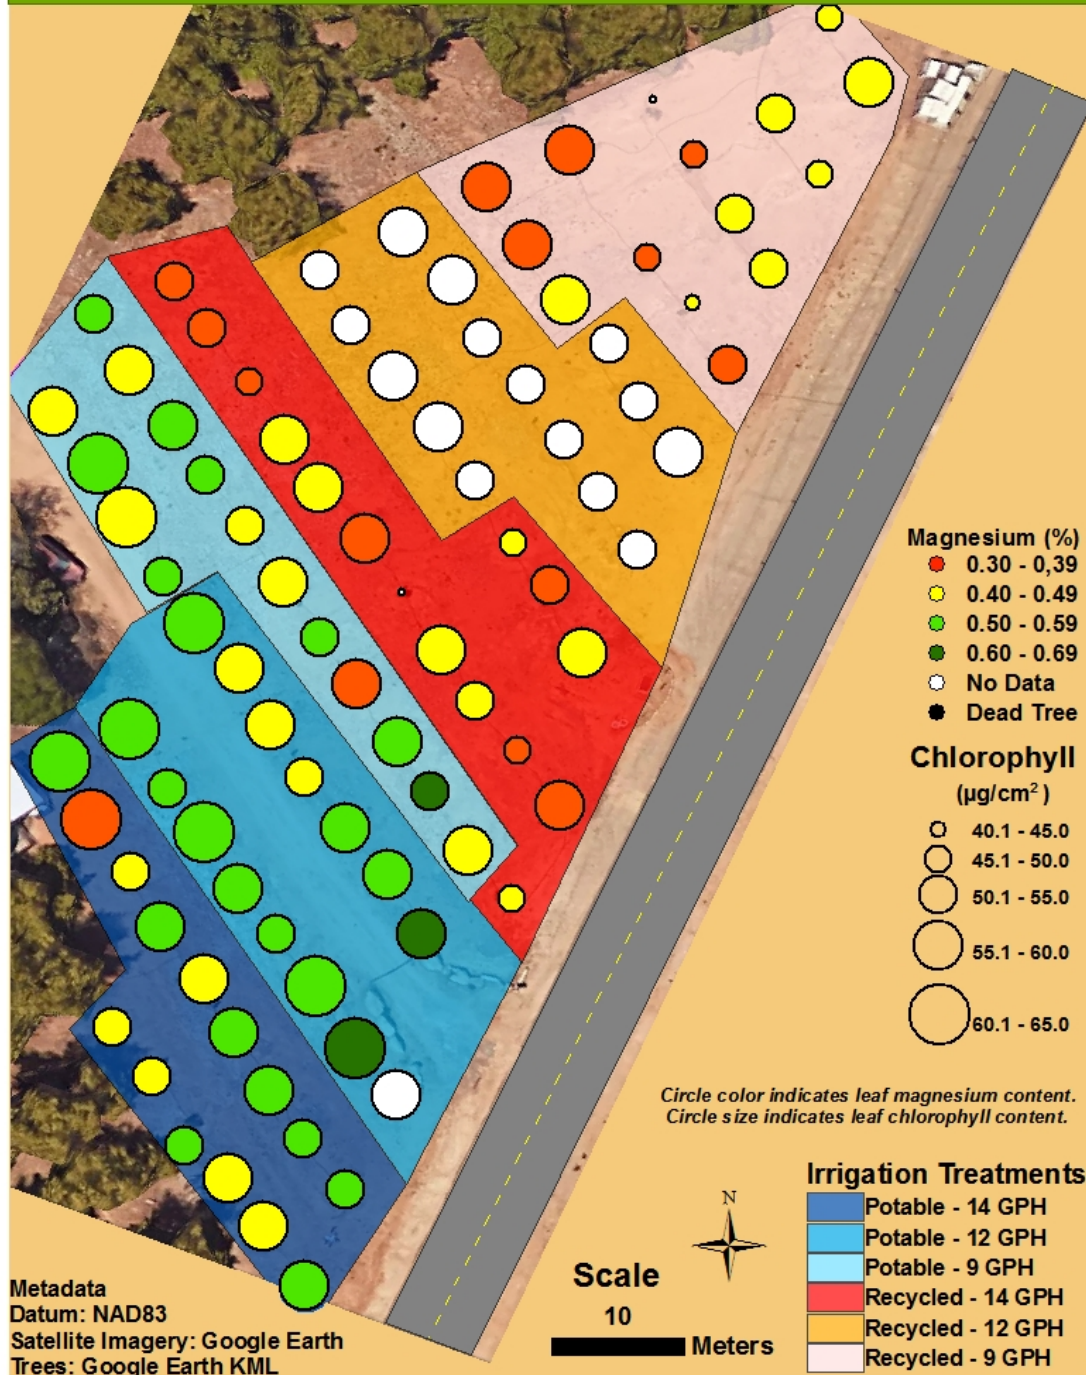 Magnesium (%)
0.30 - 0,39
0.40 - 0.49
0.50 - 0.59
0.60 - 0.69
No Data
Dead Tree
Chlorophyll
(µg/cm²)
40.1 - 45.0
45.1 - 50.0
50.1 - 55.0
55.1 - 60.0
60.1 - 65.0
Circle color indicates leaf magnesium content.
Circle size indicates leaf chlorophyll content.
Irrigation Treatments
Potable - 14 GPH
Potable - 12 GPH
Potable - 9 GPH
Recycled - 14 GPH
Recycled - 12 GPH
Recycled - 9 GPH
N
Scale
10
Meters
Metadata
Datum: NAD83
Satellite Imagery: Google Earth
Trees: Google Earth KML